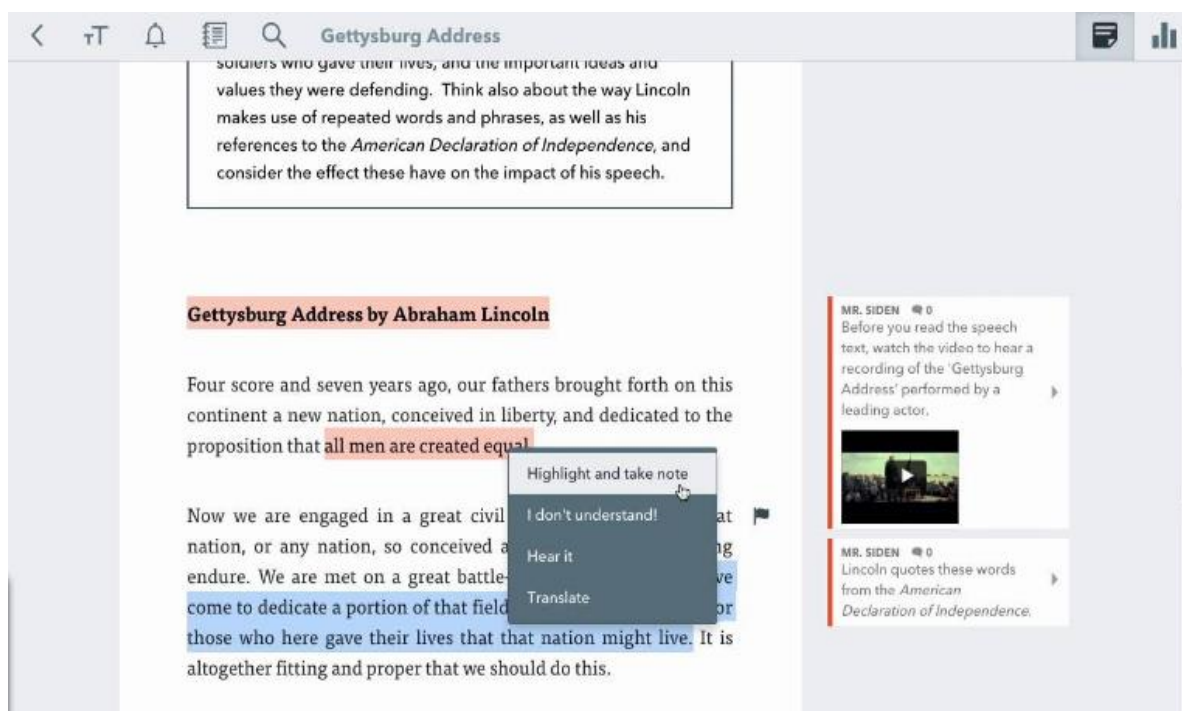 TT
Gettysburg Address
soldiers who gave their lives, and the important ideas and
values they were defending. Think also about the way Lincoln
makes use of repeated words and phrases, as well as his
references to the American Declaration of Independence, and
consider the effect these have on the impact of his speech.
Gettysburg Address by Abraham Lincoln
Four score and seven years ago, our fathers brought forth on this
continent a new nation, conceived in liberty, and dedicated to the
proposition that all men are created equal
Now we are engaged in a great civil
nation, or any nation, so conceived
endure. We are met on a great battle-
come to dedicate a portion of that field
those who here gave their lives that that nation might live. It is
altogether fitting and proper that we should do this.
Highlight and take note
I don't understand!
Hear it
Translate
MR. SIDEN 0
Before you read the speech
text, watch the video to hear a
recording of the 'Gettysburg
Address' performed by a
leading actor.
MR. SIDEN 0
Lincoln quotes these words
from the American
Declaration of Independence.